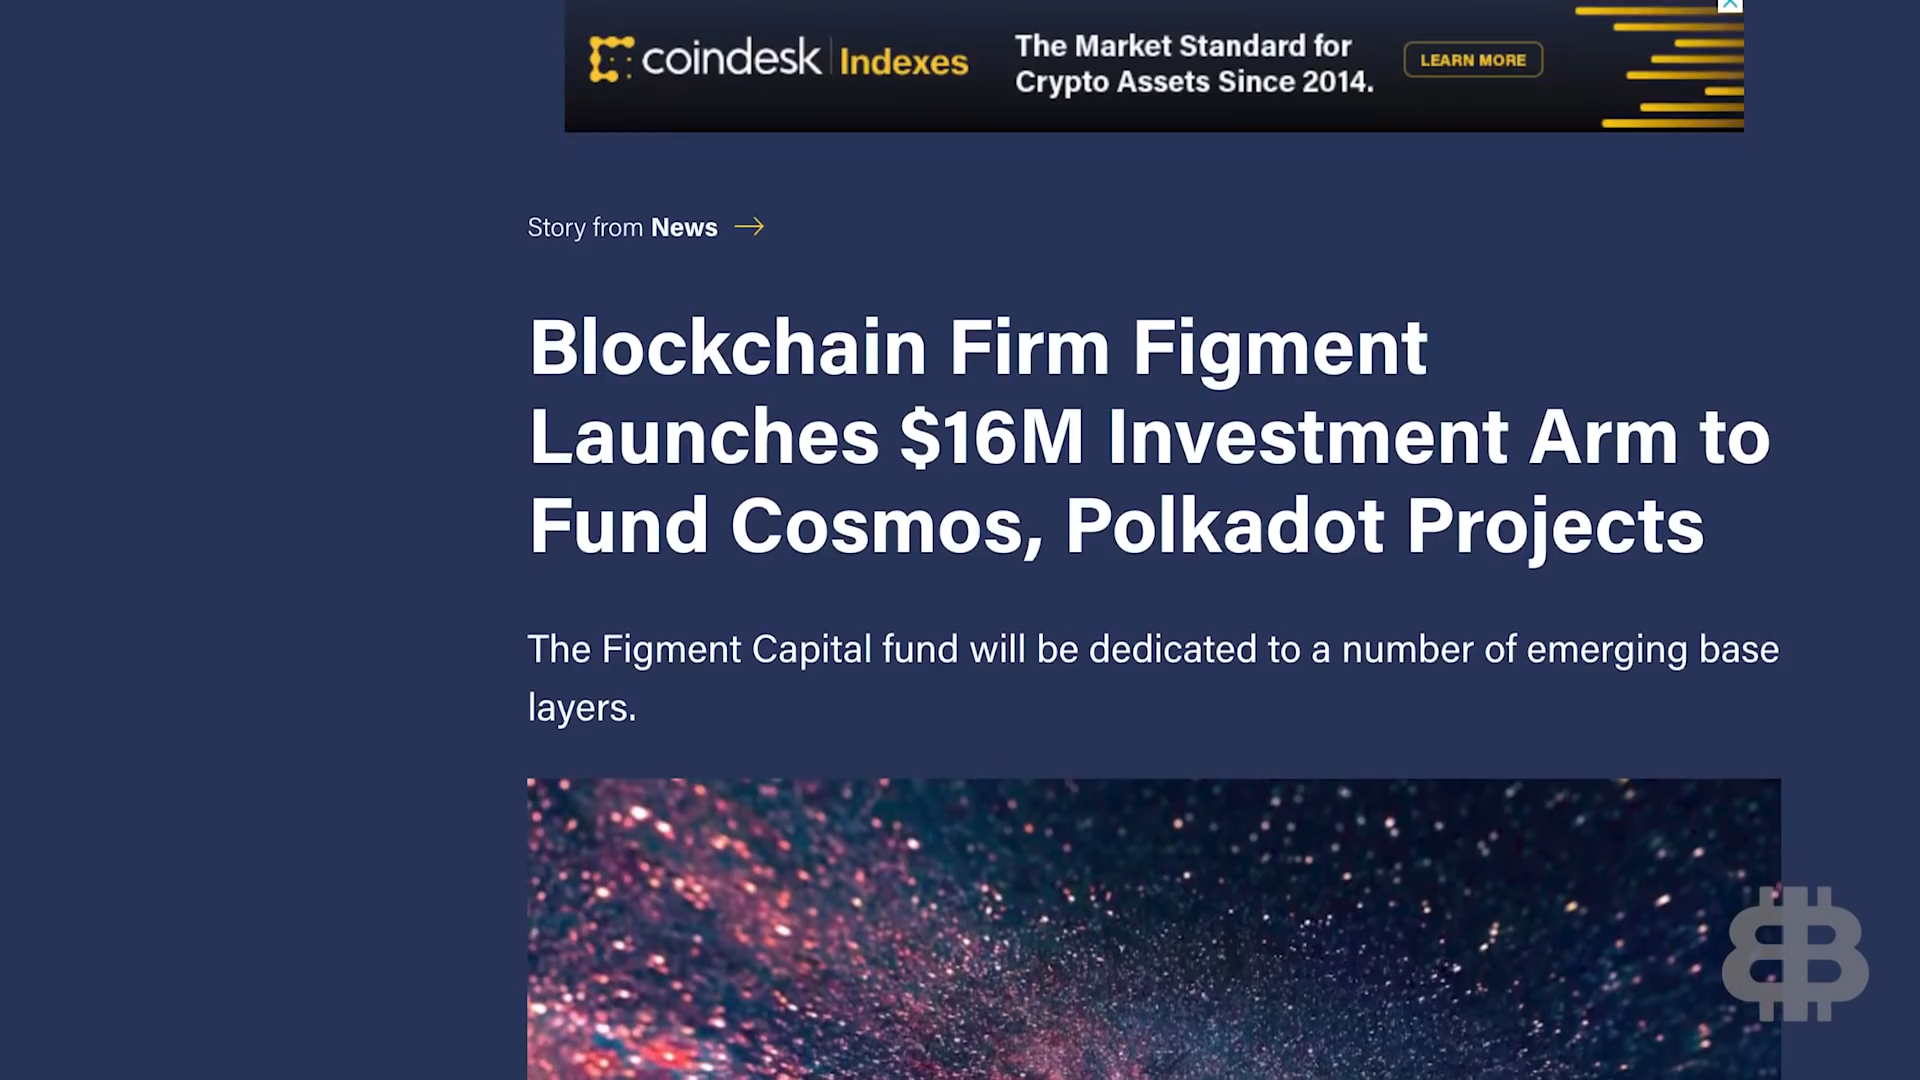 coindesk Indexes
The Market Standard for
Crypto Assets Since 2014.
LEARN MORE
Story from News
Blockchain Firm Figment
Launches $16M Investment Arm to
Fund Cosmos, Polkadot Projects
The Figment Capital fund will be dedicated to a number of emerging base
layers.